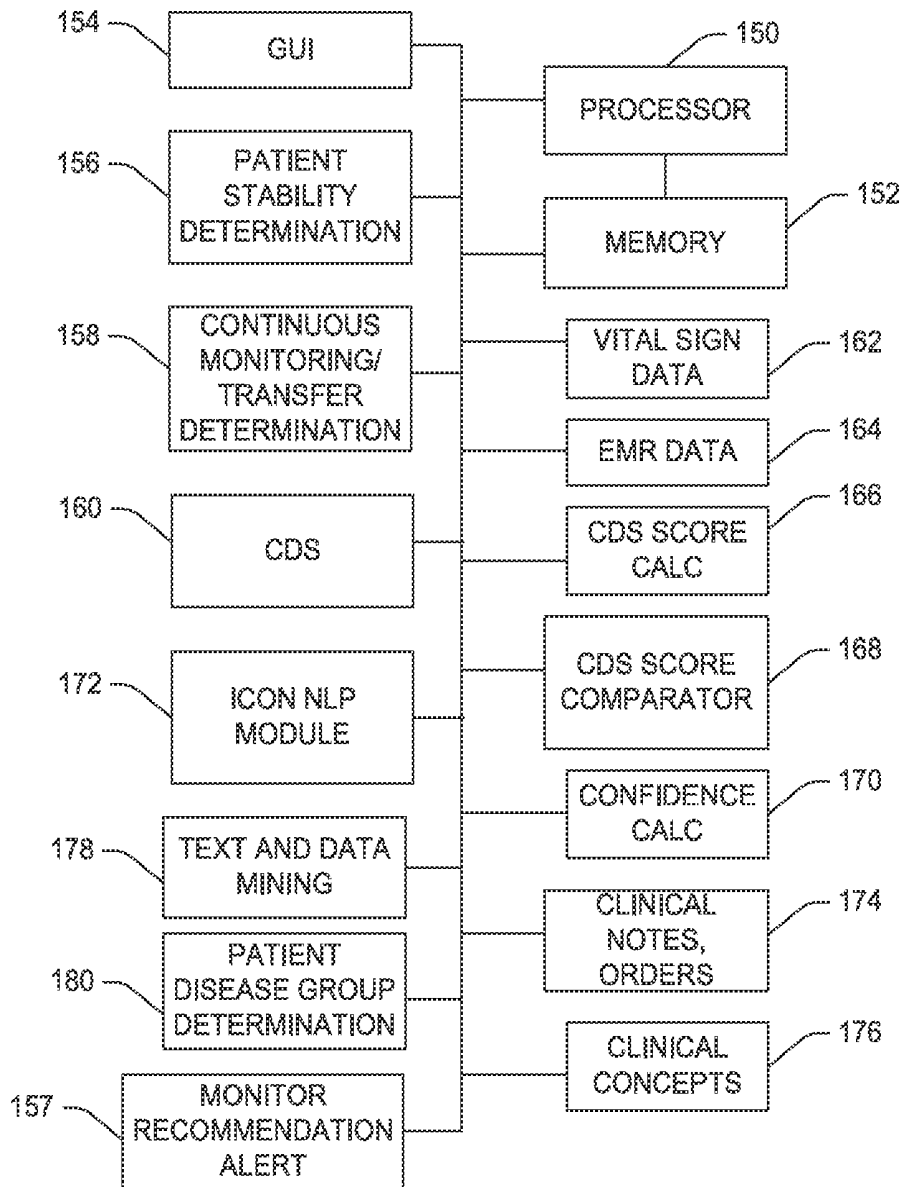 154
GUI
156
PATIENT
STABILITY
DETERMINATION
158
CONTINUOUS
MONITORING/
TRANSFER
DETERMINATION
160
CDS
172
ICON NLP
MODULE
178
TEXT AND DATA
MINING
180
PATIENT
DISEASE GROUP
DETERMINATION
157
MONITOR
RECOMMENDATION
ALERT
150
PROCESSOR
152
MEMORY
VITAL SIGN
DATA
162
EMR DATA
164
166
CDS SCORE
CALC
CDS SCORE
COMPARATOR
168
CONFIDENCE
CALC
170
CLINICAL
NOTES,
ORDERS
174
CLINICAL
CONCEPTS
176